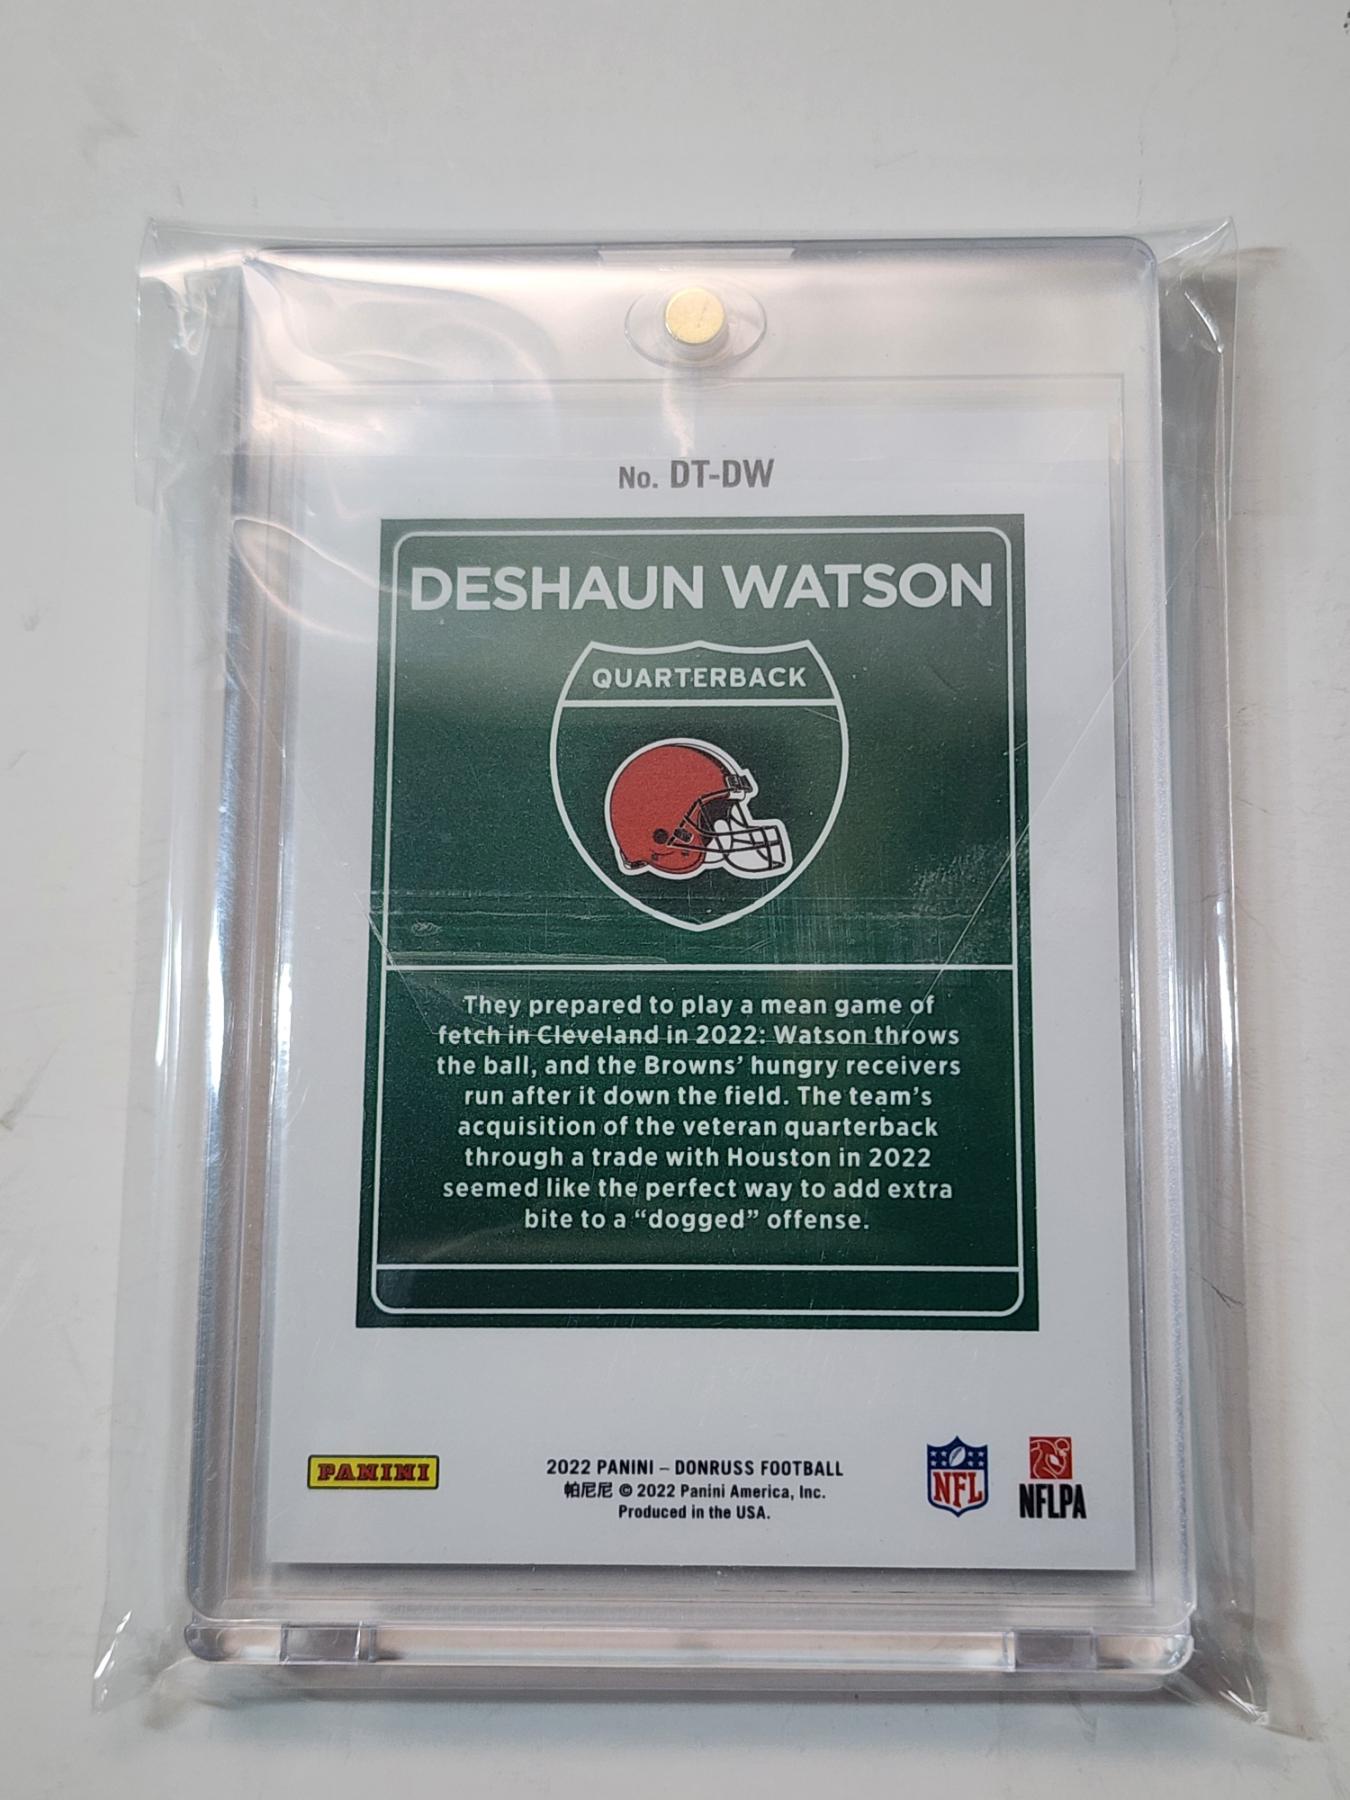 No. DT-DW
DESHAUN WATSON
QUARTERBACK
They prepared to play a mean game of
fetch in Cleveland in 2022: Watson throws
the ball, and the Browns’ hungry receivers
run after it down the field. The team’s
acquisition of the veteran quarterback
through a trade with Houston in 2022
seemed like the perfect way to add extra
bite to a “dogged” offense.
PANINI
2022 PANINI – DONRUSS FOOTBALL
帕尼尼 © 2022 Panini America, Inc.
Produced in the USA.
NFL
NFLPA